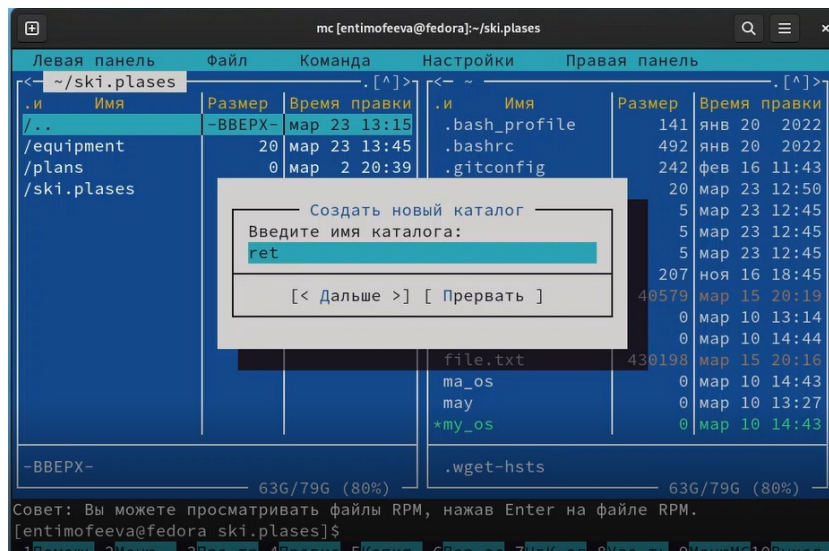 mc [entimofeeva@fedora]:~/ski.plases
Левая панель Файл Команда Настройки Правая панель
<— ~/ski.plases .[^]> <— ~ .[^]>
.и Имя Размер Время правки .и Имя Размер Время правки
/.. -ВВЕРХ- мар 23 13:15 .bash_profile 141 янв 20 2022
/equipment 20 мар 23 13:45 .bashrc 492 янв 20 2022
/plans 0 мар 2 20:39 .gitconfig 242 фев 16 11:43
/ski.plases 20 мар 23 12:50
Создать новый каталог 5 мар 23 12:45
Введите имя каталога: 5 мар 23 12:45
ret 5 мар 23 12:45
207 ноя 16 18:45
[< Дальше >] [ Прервать ] 40579 мар 15 20:19
0 мар 10 13:14
0 мар 10 14:44
file.txt 430198 мар 15 20:16
ma_os 0 мар 10 14:43
may 0 мар 10 13:27
*my_os 0 мар 10 14:43
-ВВЕРХ- .wget-hsts
63G/79G (80%) 63G/79G (80%)
Совет: Вы можете просматривать файлы RPM, нажав Enter на файле RPM.
[entimofeeva@fedora ski.plases]$